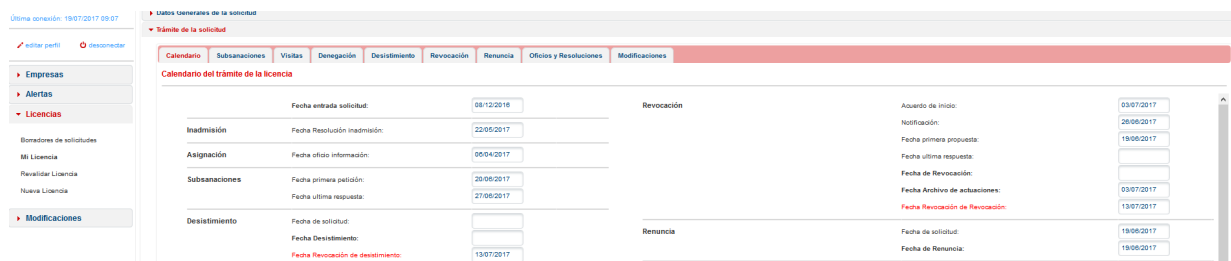 Última conexión: 19/07/2017 09:07
editar perfil desconectar
Empresas
Alertas
Licencias
Borradores de solicitudes
Mi Licencia
Revalidar Licencia
Nueva Licencia
Modificaciones
Datos Generales de la solicitud
Trámite de la solicitud
Calendario Subsanaciones Visitas Denegación Desistimiento Revocación Renuncia Oficios y Resoluciones Modificaciones
Calendario del trámite de la licencia
Fecha entrada solicitud: 08/12/2016
Inadmisión Fecha Resolución inadmisión: 22/05/2017
Asignación Fecha oficio información: 06/04/2017
Subsanaciones Fecha primera petición: 20/06/2017
Fecha ultima respuesta: 27/06/2017
Desistimiento Fecha de solicitud:
Fecha Desistimiento:
Fecha Revocación de desistimiento: 13/07/2017
Revocación Acuerdo de inicio: 03/07/2017
Notificación: 26/06/2017
Fecha primera propuesta: 19/06/2017
Fecha ultima respuesta:
Fecha de Revocación:
Fecha Archivo de actuaciones: 03/07/2017
Fecha Revocación de Revocación: 13/07/2017
Renuncia Fecha de solicitud: 19/06/2017
Fecha de Renuncia: 19/06/2017